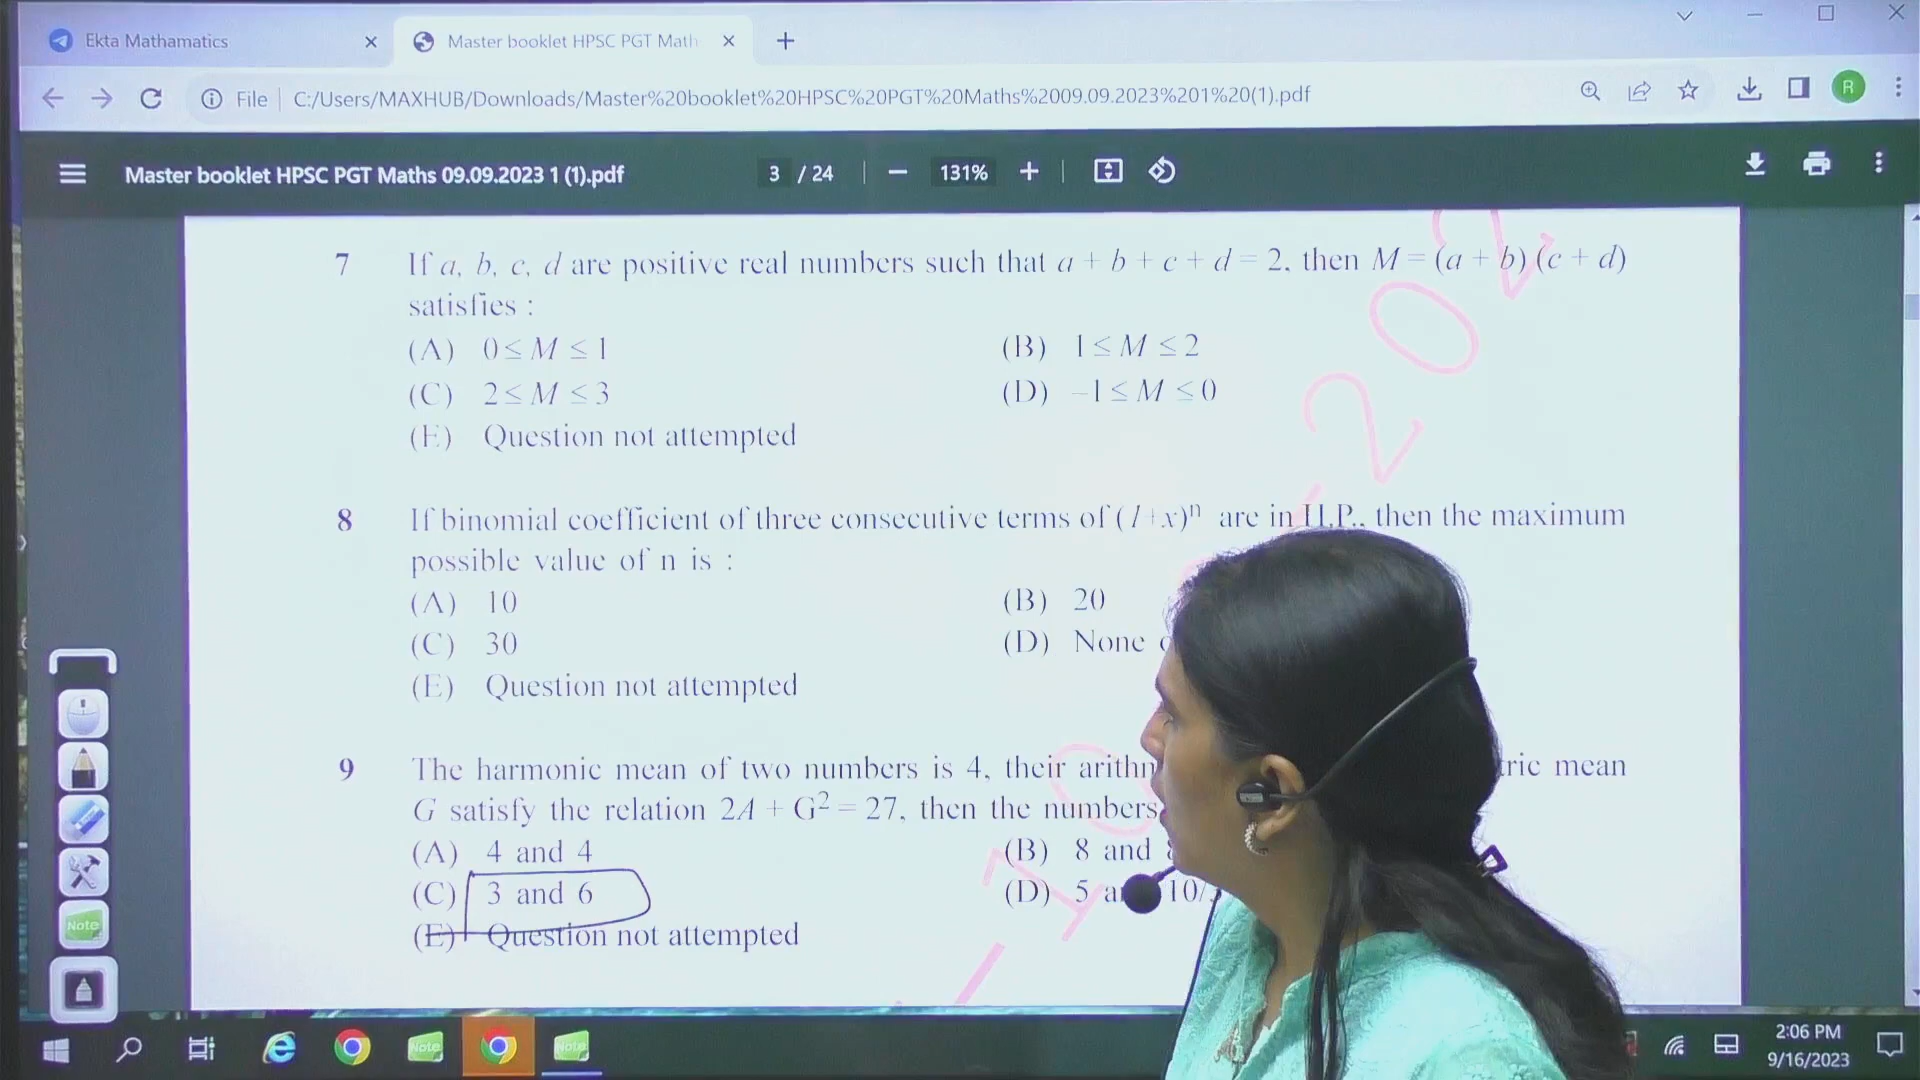 Ekta Mathamatics
Master booklet HPSC PGT Math
File C:/Users/MAXHUB/Downloads/Master%20booklet%20HPSC%20PGT%20Maths%2009.09.2023%201%20(1).pdf
R
Master booklet HPSC PGT Maths 09.09.2023 1 (1).pdf
3 / 24
131%
7 If a, b, c, d are positive real numbers such that a + b + c + d = 2, then M = (a + b) (c + d)
satisfies :
(A) 0 ≤ M ≤ 1 (B) 1 ≤ M ≤ 2
(C) 2 ≤ M ≤ 3 (D) –1 ≤ M ≤ 0
(E) Question not attempted
8 If binomial coefficient of three consecutive terms of (1+x)ⁿ are in H.P., then the maximum
possible value of n is :
(A) 10 (B) 20
(C) 30 (D) None
(E) Question not attempted
9 The harmonic mean of two numbers is 4, their mean
G satisfy the relation 2A + G² = 27, then the numbers
(A) 4 and 4 (B) 8 and
(C) 3 and 6 (D) 5 10/
(E) Question not attempted
Note
Note
Note
2:06 PM
9/16/2023